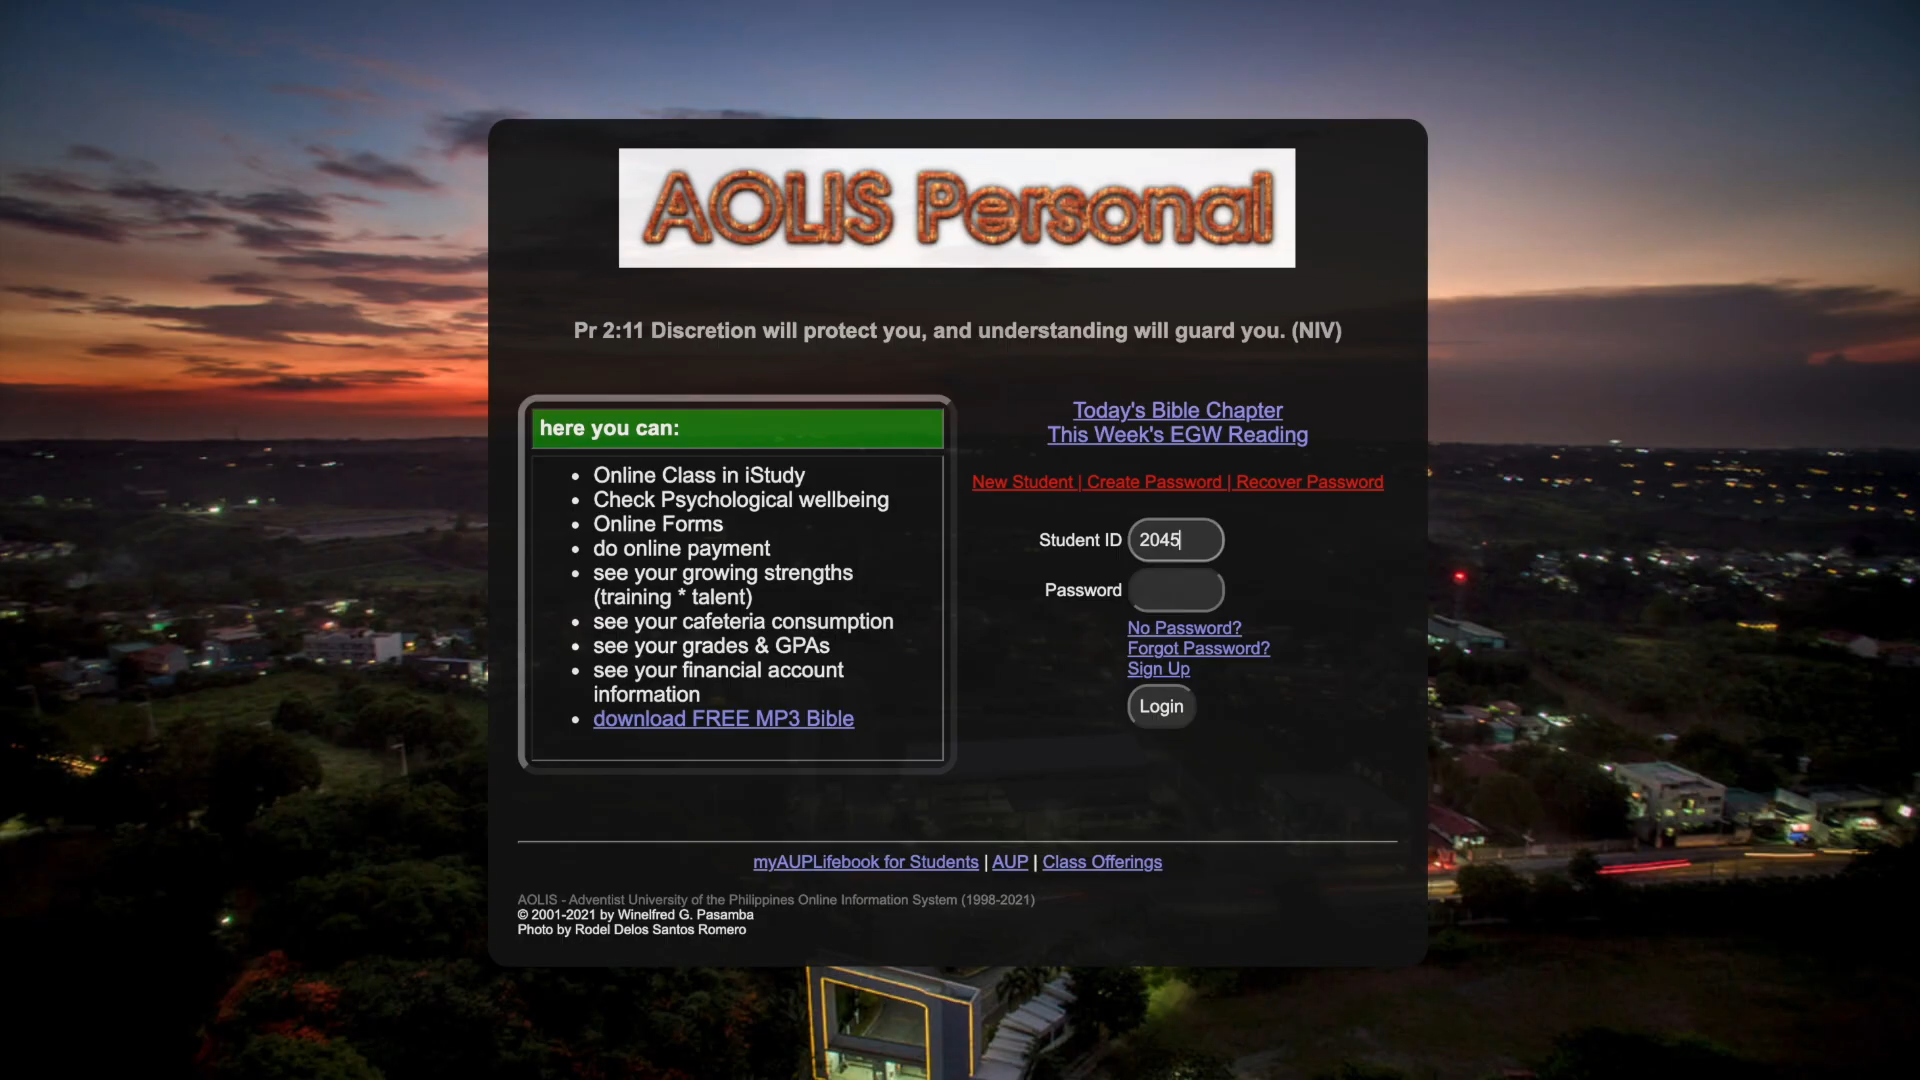 AOLIS Personal
Pr 2:11 Discretion will protect you, and understanding will guard you. (NIV)
here you can:
Online Class in iStudy
Check Psychological wellbeing
Online Forms
do online payment
see your growing strengths
(training * talent)
see your cafeteria consumption
see your grades & GPAs
see your financial account
information
download FREE MP3 Bible
Today's Bible Chapter
This Week's EGW Reading
New Student | Create Password | Recover Password
Student ID 2045
Password
No Password?
Forgot Password?
Sign Up
Login
myAUPLifebook for Students | AUP | Class Offerings
AOLIS - Adventist University of the Philippines Online Information System (1998-2021)
© 2001-2021 by Winelfred G. Pasamba
Photo by Rodel Delos Santos Romero